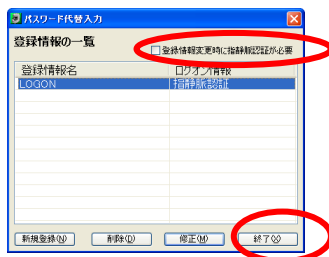 パスワード代替入力
登録情報の一覧
登録情報変更時に指静脈認証が必要
登録情報名 ログオン情報
LOGON 指静脈認証
新規登録(N) 削除(D) 修正(M) 終了(X)